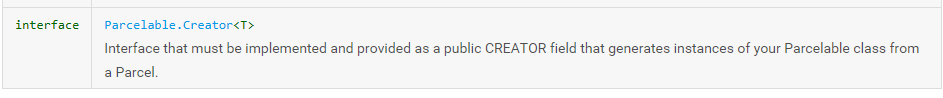 interface Parcelable.Creator<T>
Interface that must be implemented and provided as a public CREATOR field that generates instances of your Parcelable class from
a Parcel.